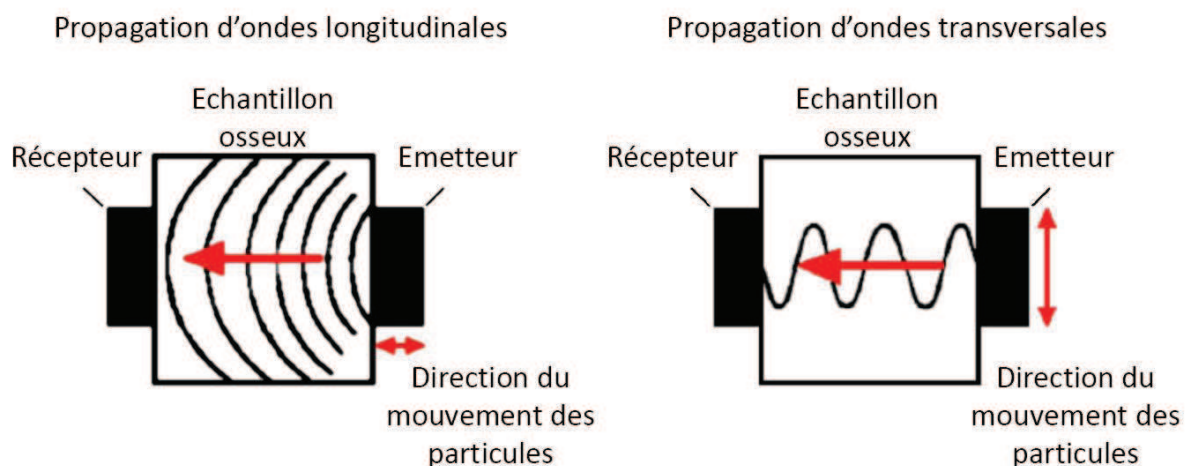 Propagation d'ondes longitudinales
Echantillon
osseux
Récepteur
Emetteur
Direction du
mouvement des
particules
Propagation d'ondes transversales
Echantillon
osseux
Récepteur
Emetteur
Direction du
mouvement des
particules